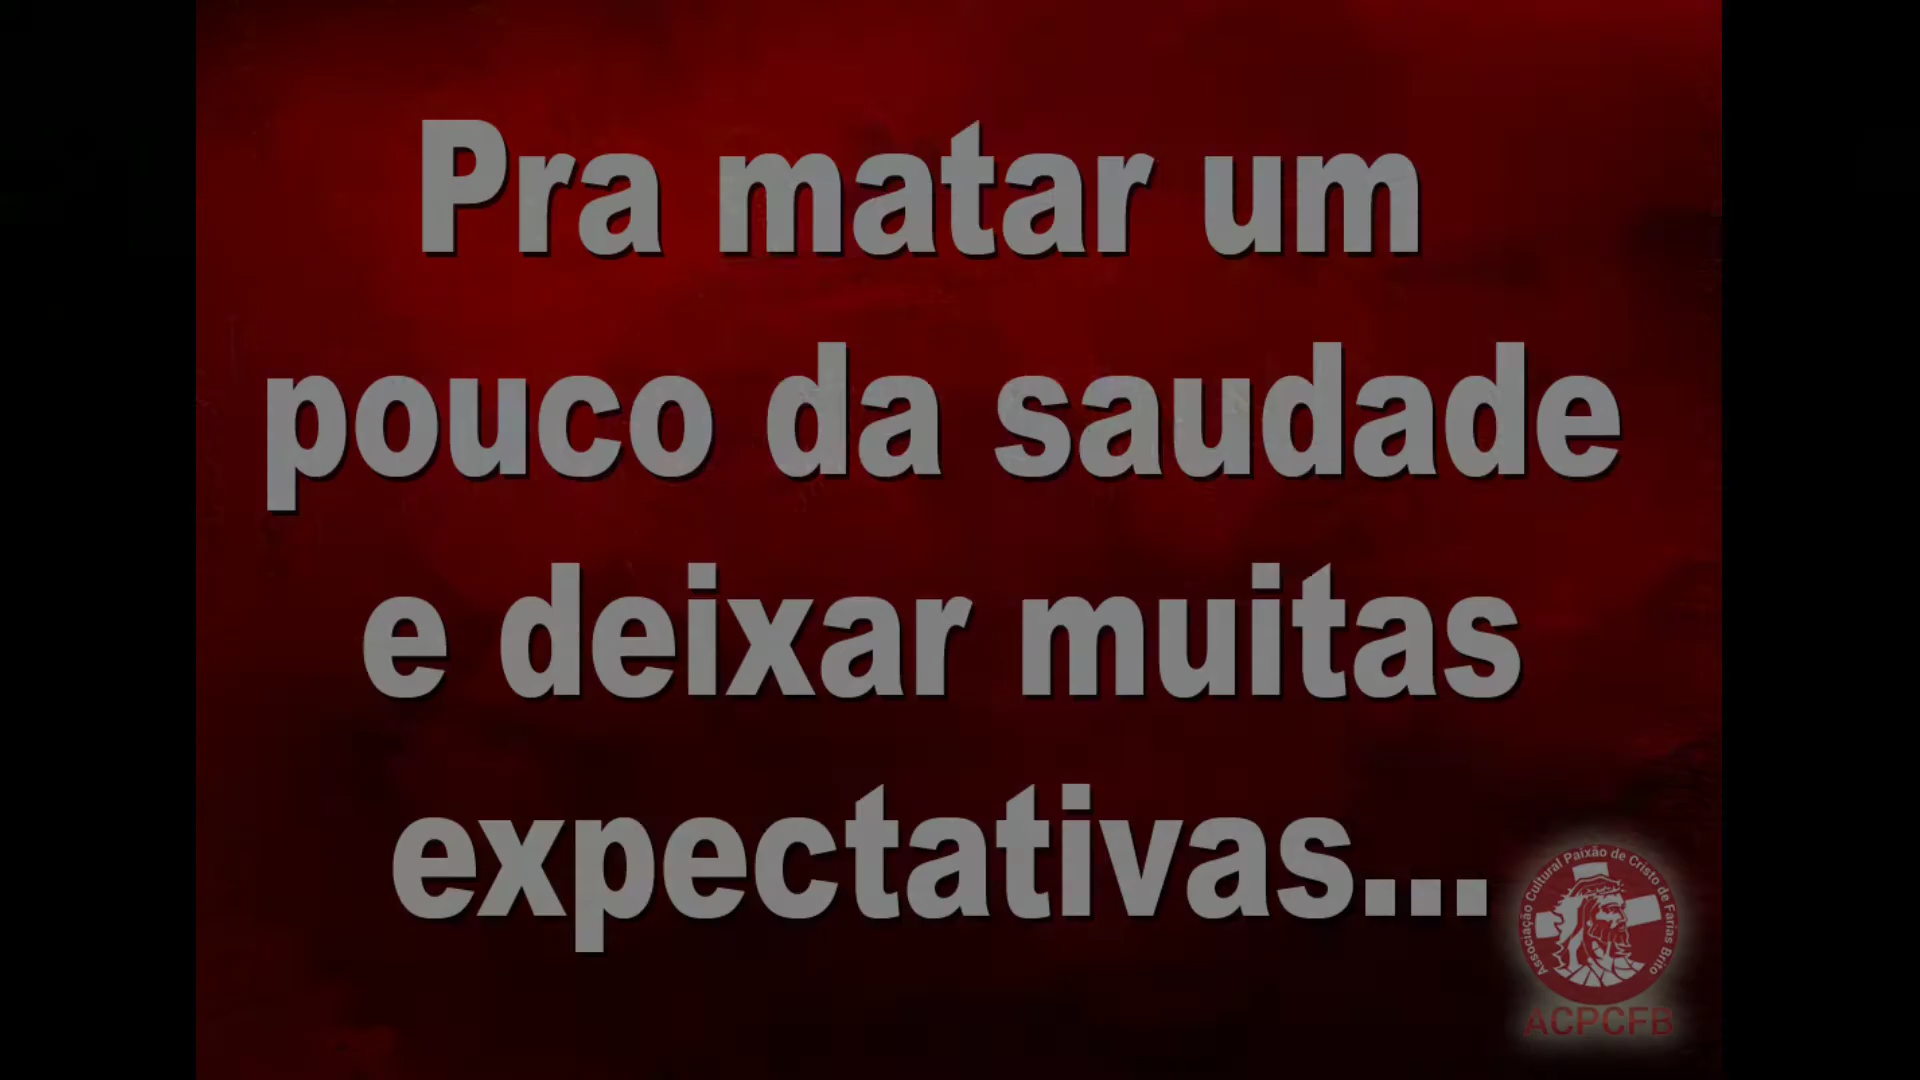 Pra matar um
pouco da saudade
e deixar muitas
expectativas...
Associação Cultural Paixão de Cristo de Farias Brito
ACPCFB